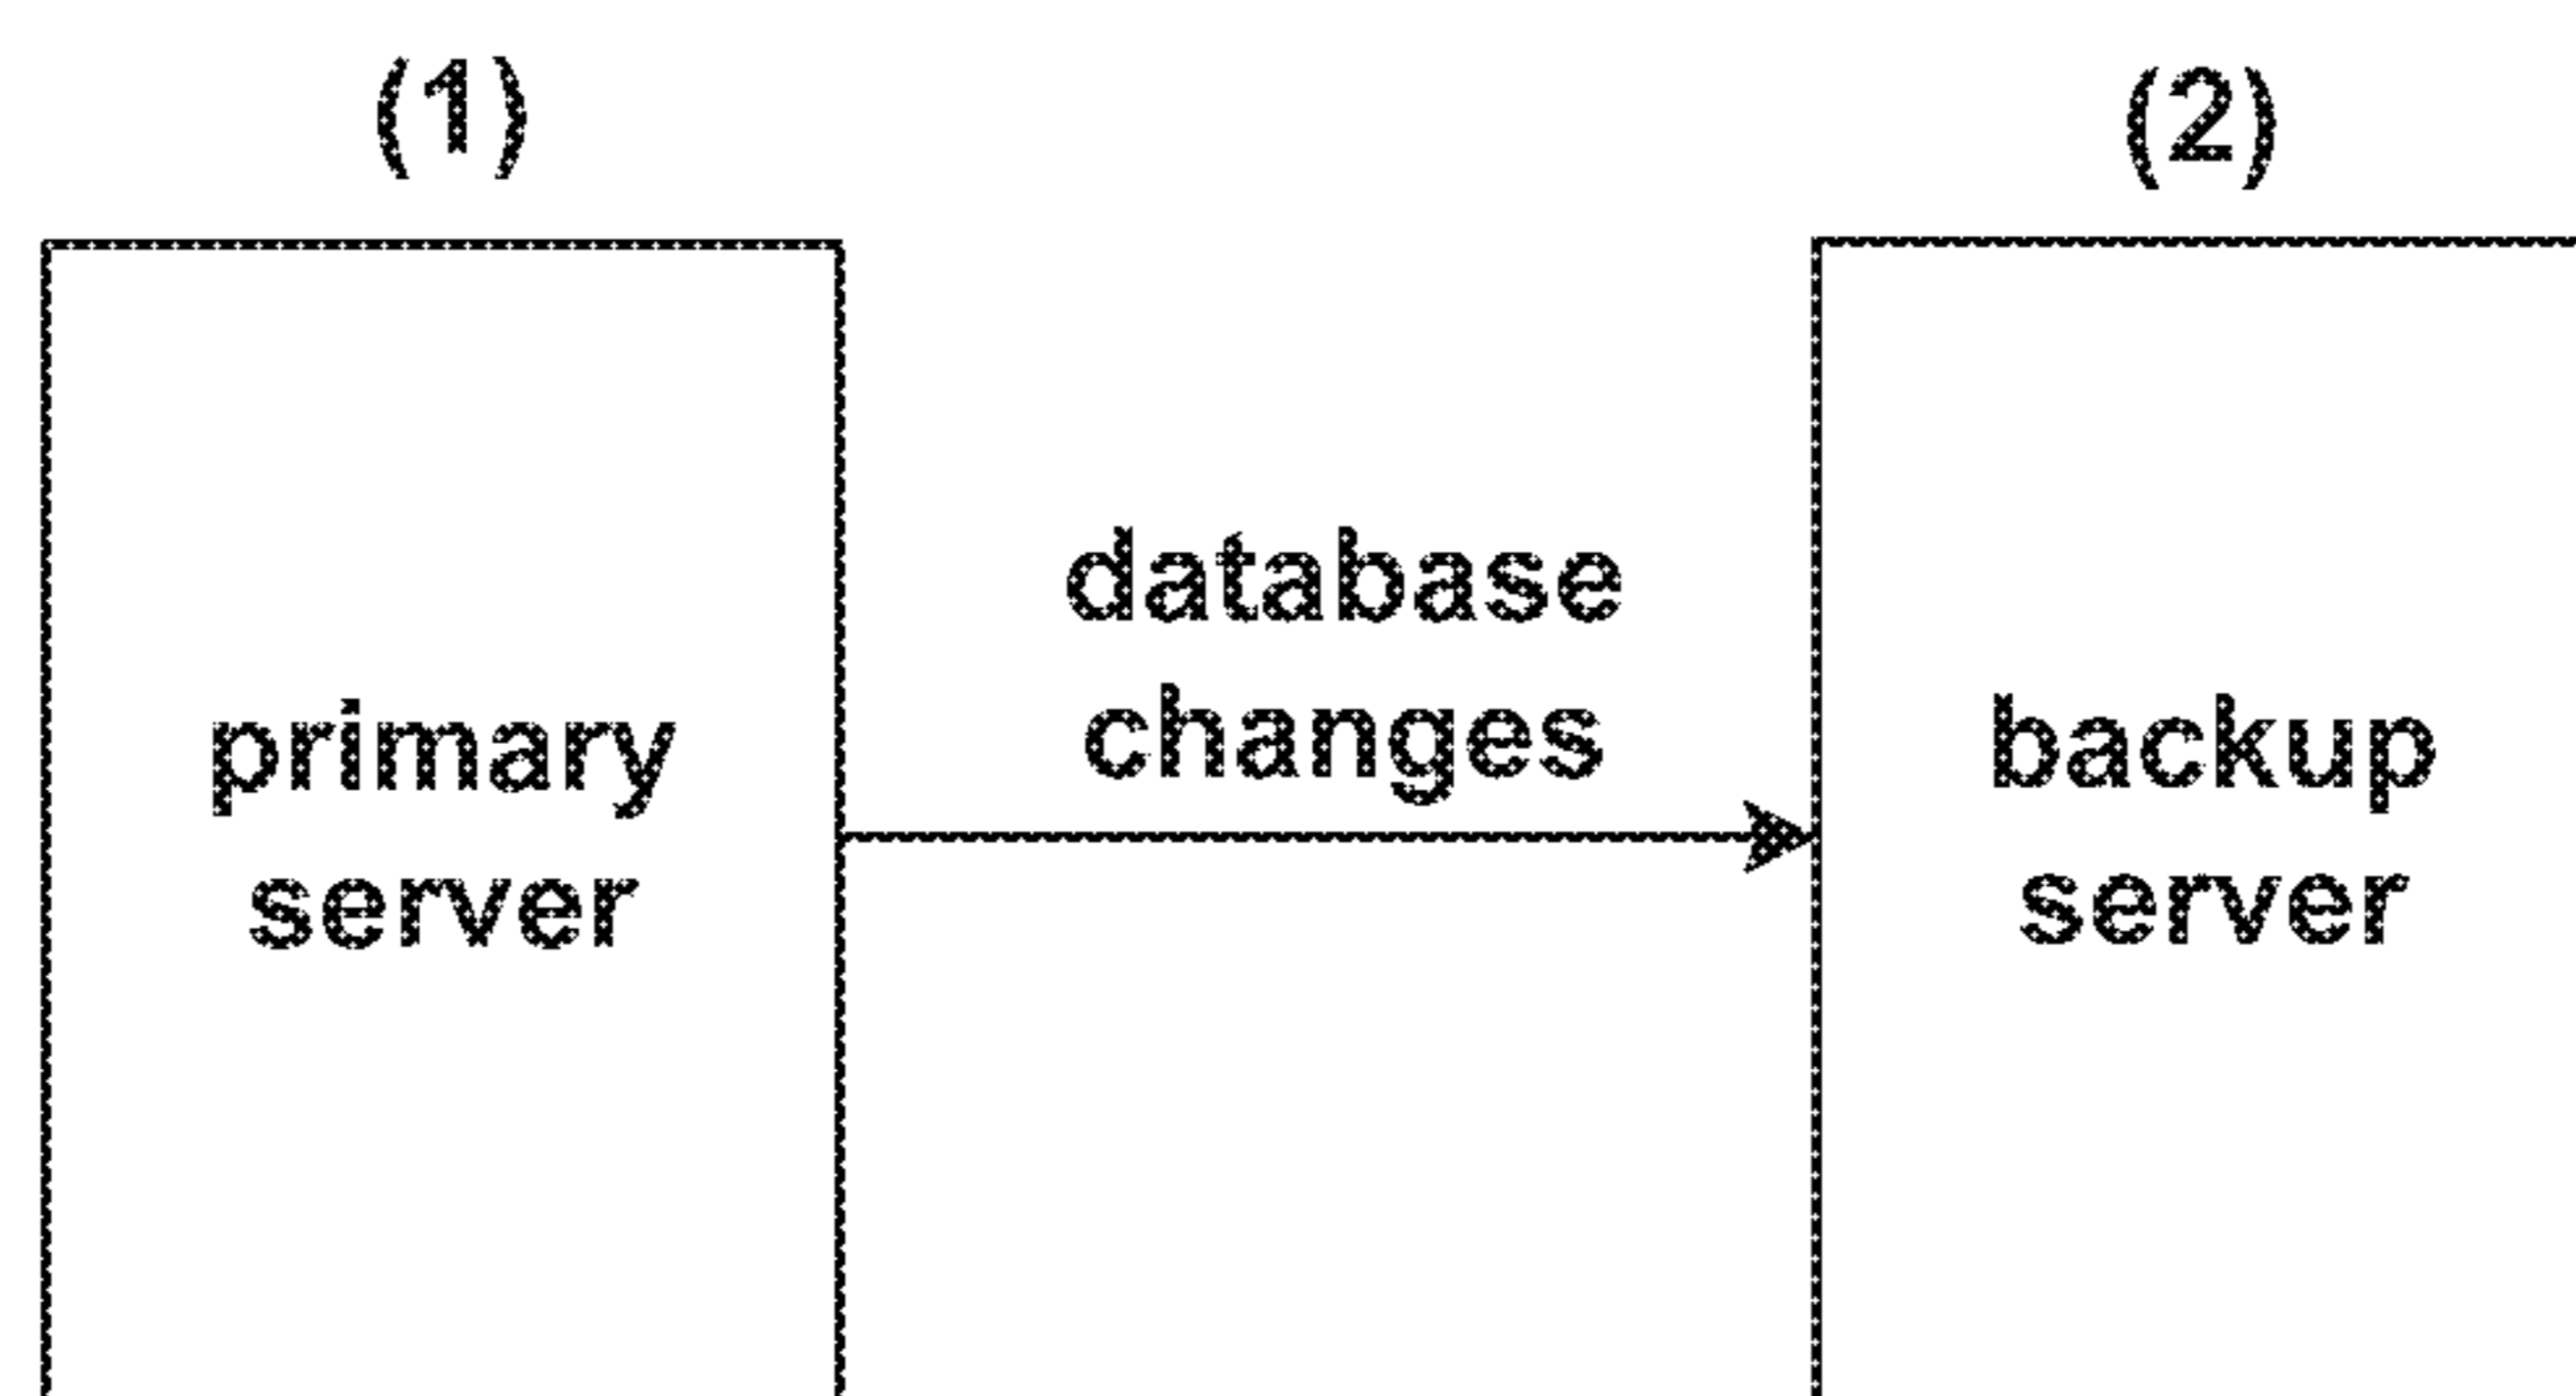 (1)
(2)
primary
server
database
changes
backup
server